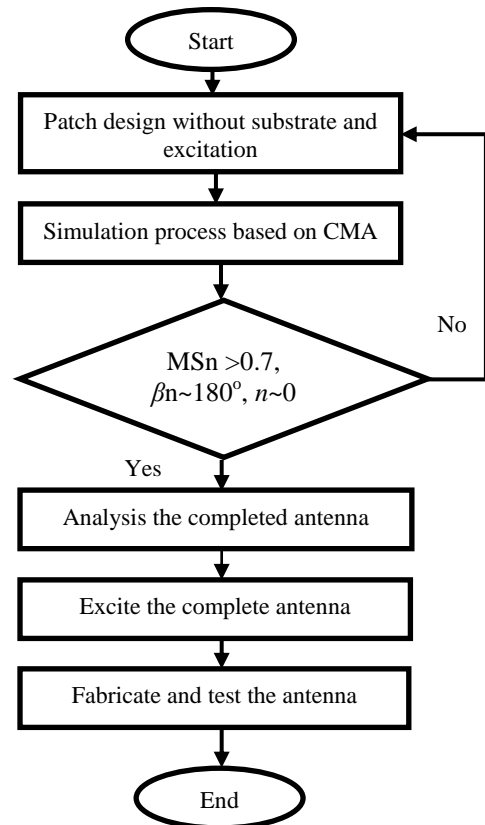 Start
Patch design without substrate and
excitation
Simulation process based on CMA
No
MSn >0.7,
βn~180°, n~0
Yes
Analysis the completed antenna
Excite the complete antenna
Fabricate and test the antenna
End